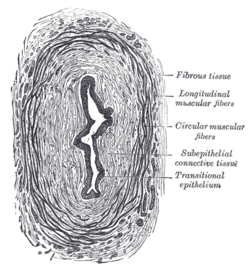 Fibrous tissue
Longitudinal
muscular fibers
Circular muscular
fibers
Subepithelial
connective tissue
Transitional
epithelium